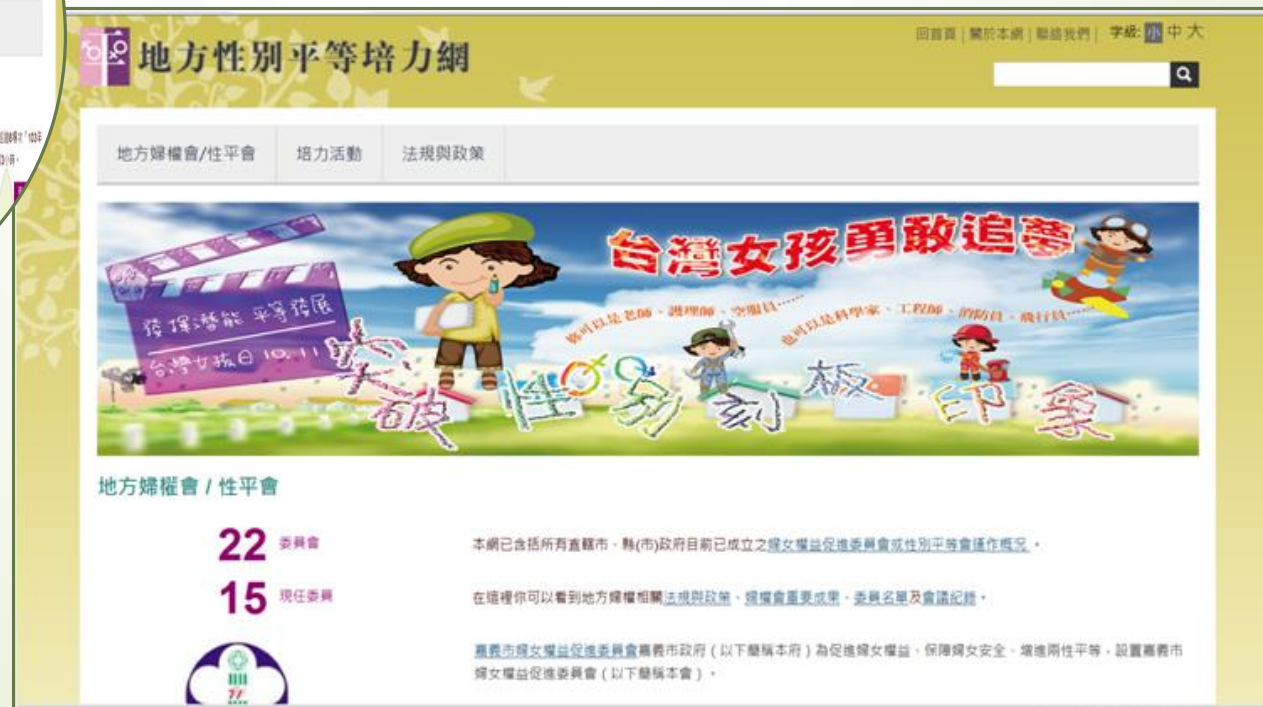 地方性別平等培力網
回首頁 | 關於本網 | 聯絡我們 | 字級: 小 中 大
地方婦權會/性平會 培力活動 法規與政策
台灣女孩勇敢追夢
發揮潛能 平等發展
台灣女孩日 10.11
妳可以是老師、護理師、空服員……
也可以是科學家、工程師、消防員、飛行員……
突破性別刻板印象
地方婦權會 / 性平會
22 委員會
本網已含括所有直轄市、縣(市)政府目前已成立之婦女權益促進委員會或性別平等會運作概況。
15 現任委員
在這裡你可以看到地方婦權相關法規與政策、婦權會重要成果、委員名單及會議紀錄。
嘉義市婦女權益促進委員會嘉義市政府(以下簡稱本府)為促進婦女權益、保障婦女安全、增進兩性平等,設置嘉義市
婦女權益促進委員會(以下簡稱本會)。